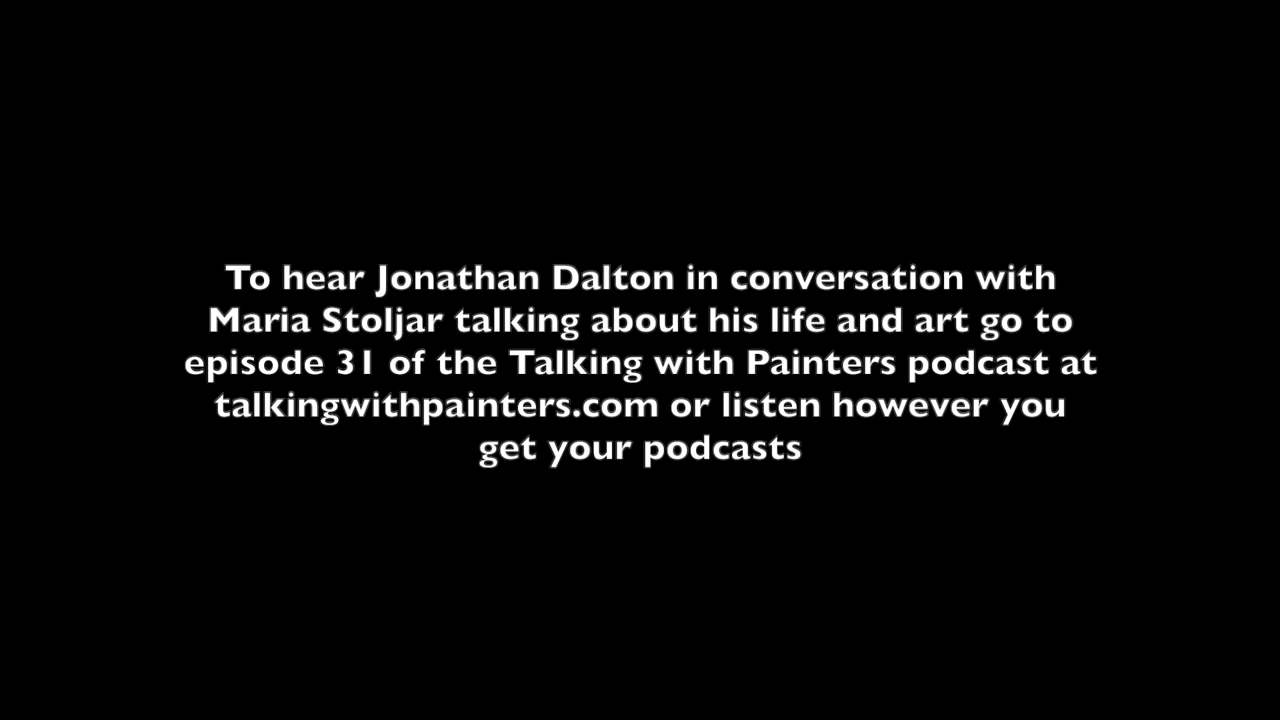 To hear Jonathan Dalton in conversation with
Maria Stoljar talking about his life and art go to
episode 31 of the Talking with Painters podcast at
talkingwithpainters.com or listen however you
get your podcasts